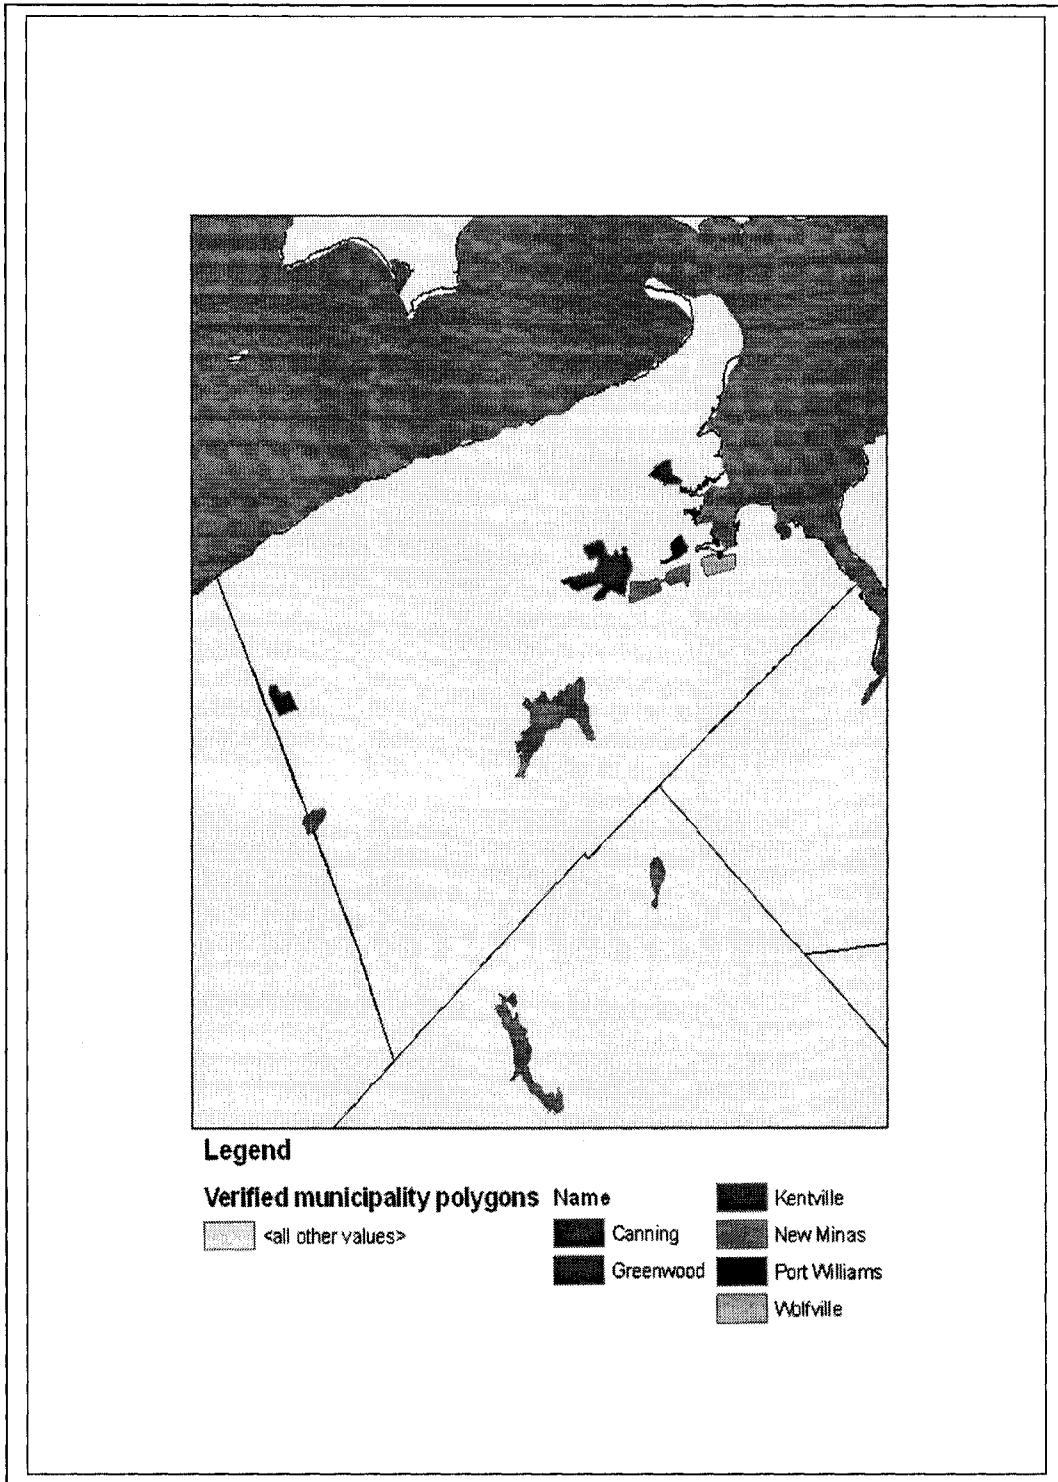 Legend
Verified municipality polygons
<all other values>
Name
Canning
Greenwood
Kentville
New Minas
Port Williams
Wolfville